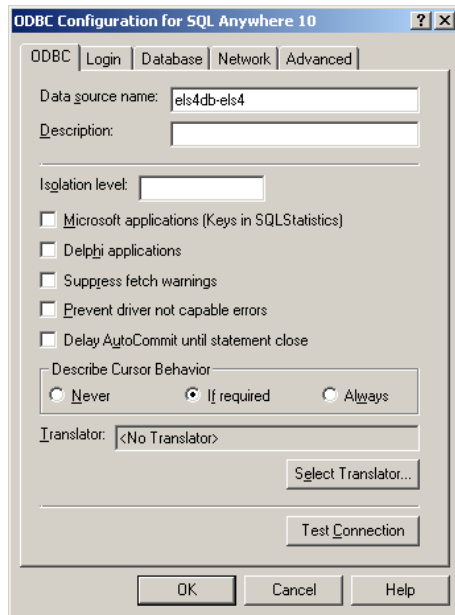 ODBC Configuration for SQL Anywhere 10
ODBC Login Database Network Advanced
Data source name: els4db-els4
Description:
Isolation level:
Microsoft applications (Keys in SQLStatistics)
Delphi applications
Suppress fetch warnings
Prevent driver not capable errors
Delay AutoCommit until statement close
Describe Cursor Behavior
Never If required Always
Translator: <No Translator>
Select Translator...
Test Connection
OK Cancel Help